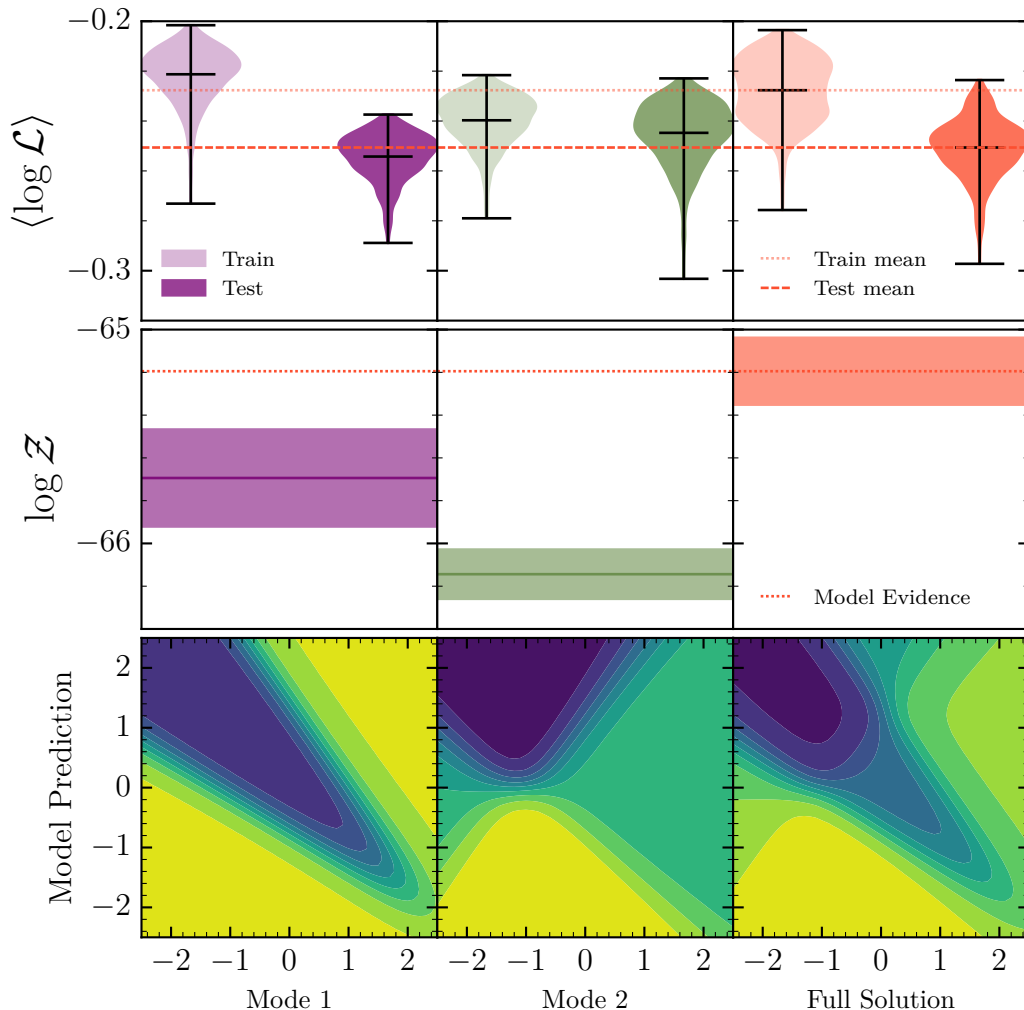 −0.2
⟨log 𝓛⟩
Train
Test
Train mean
Test mean
−0.3
−65
log 𝒵
−66
Model Evidence
Model Prediction
2
1
0
−1
−2
−2 −1 0 1 2 −2 −1 0 1 2 −2 −1 0 1 2
Mode 1 Mode 2 Full Solution